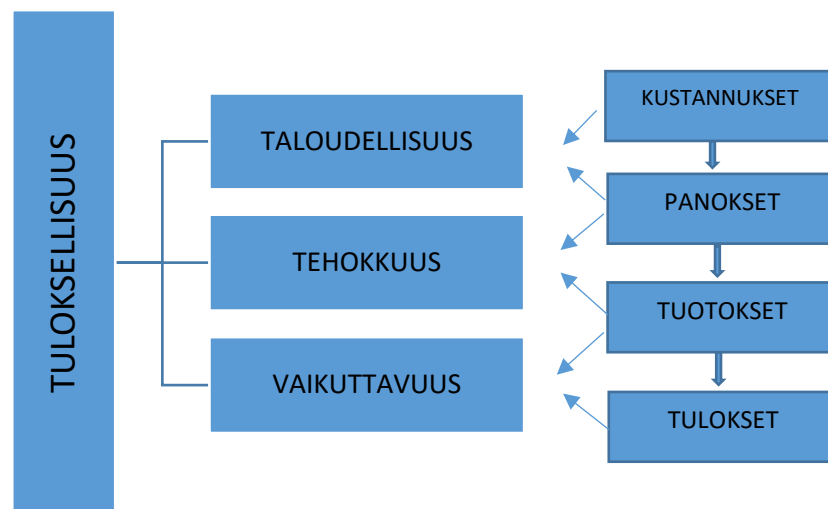 TULOKSELLISUUS
TALOUDELLISUUS
TEHOKKUUS
VAIKUTTAVUUS
KUSTANNUKSET
PANOKSET
TUOTOKSET
TULOKSET